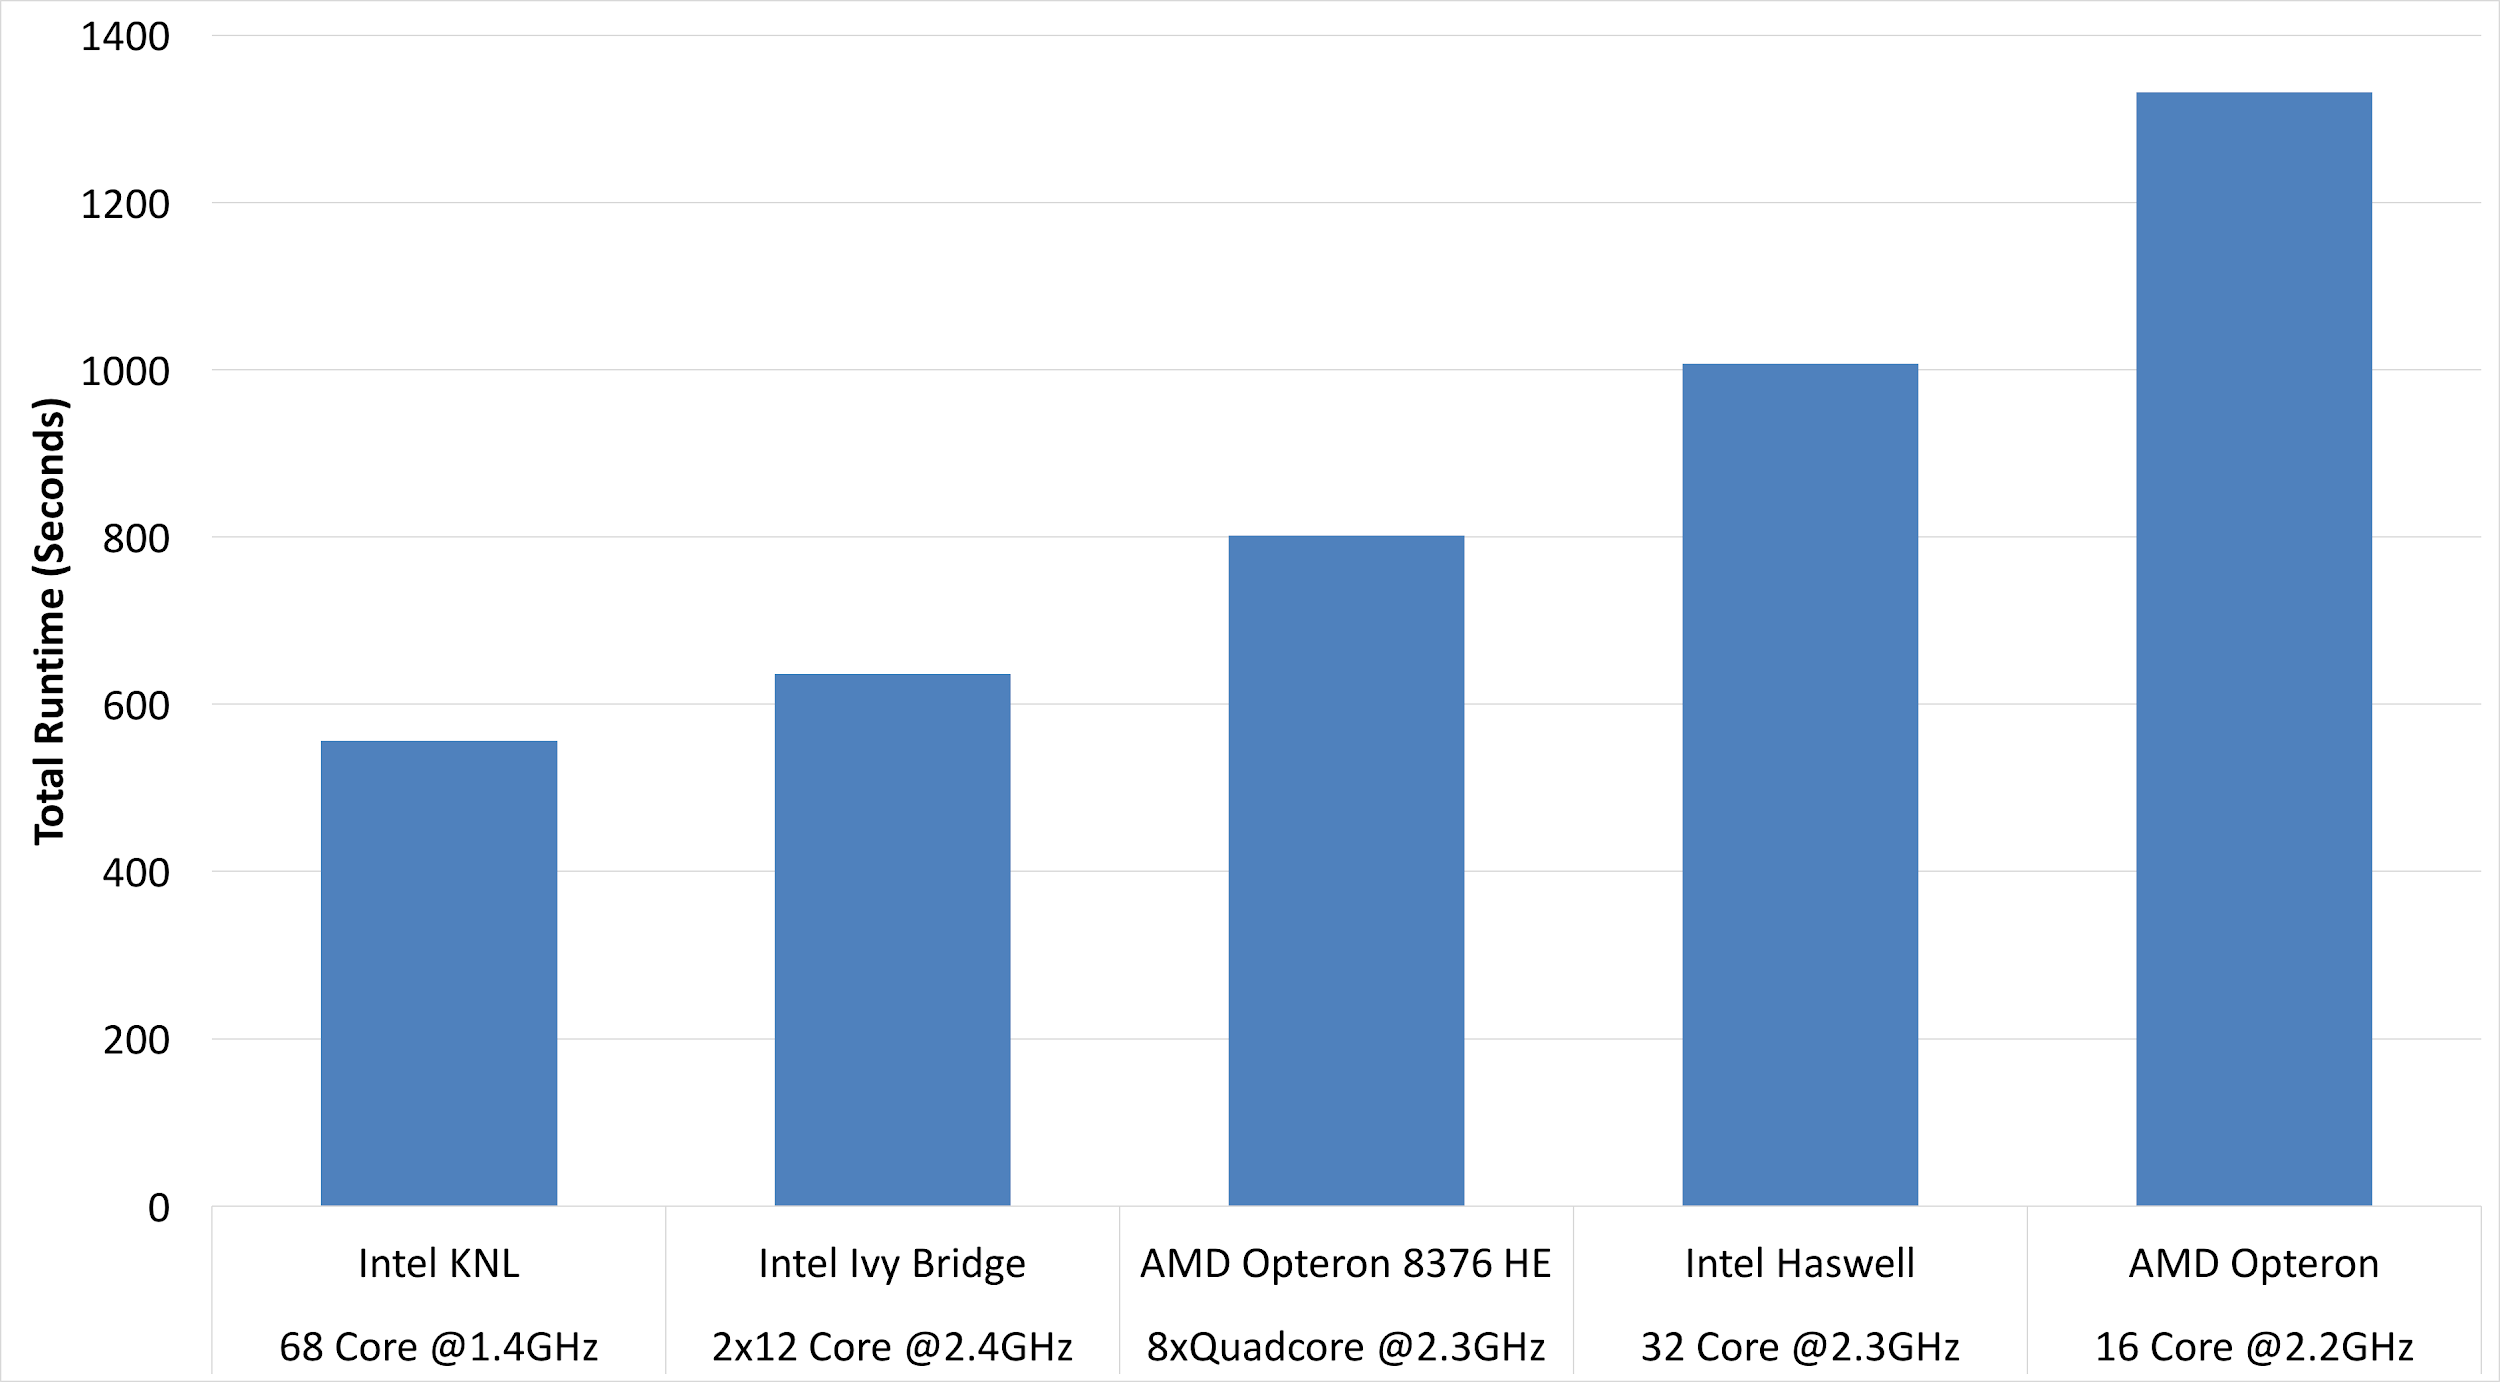 1400
1200
1000
800
600
400
200
0
Total Runtime (Seconds)
Intel KNL
Intel Ivy Bridge
AMD Opteron 8376 HE
Intel Haswell
AMD Opteron
68 Core @1.4GHz
2x12 Core @2.4GHz
8xQuadcore @2.3GHz
32 Core @2.3GHz
16 Core @2.2GHz